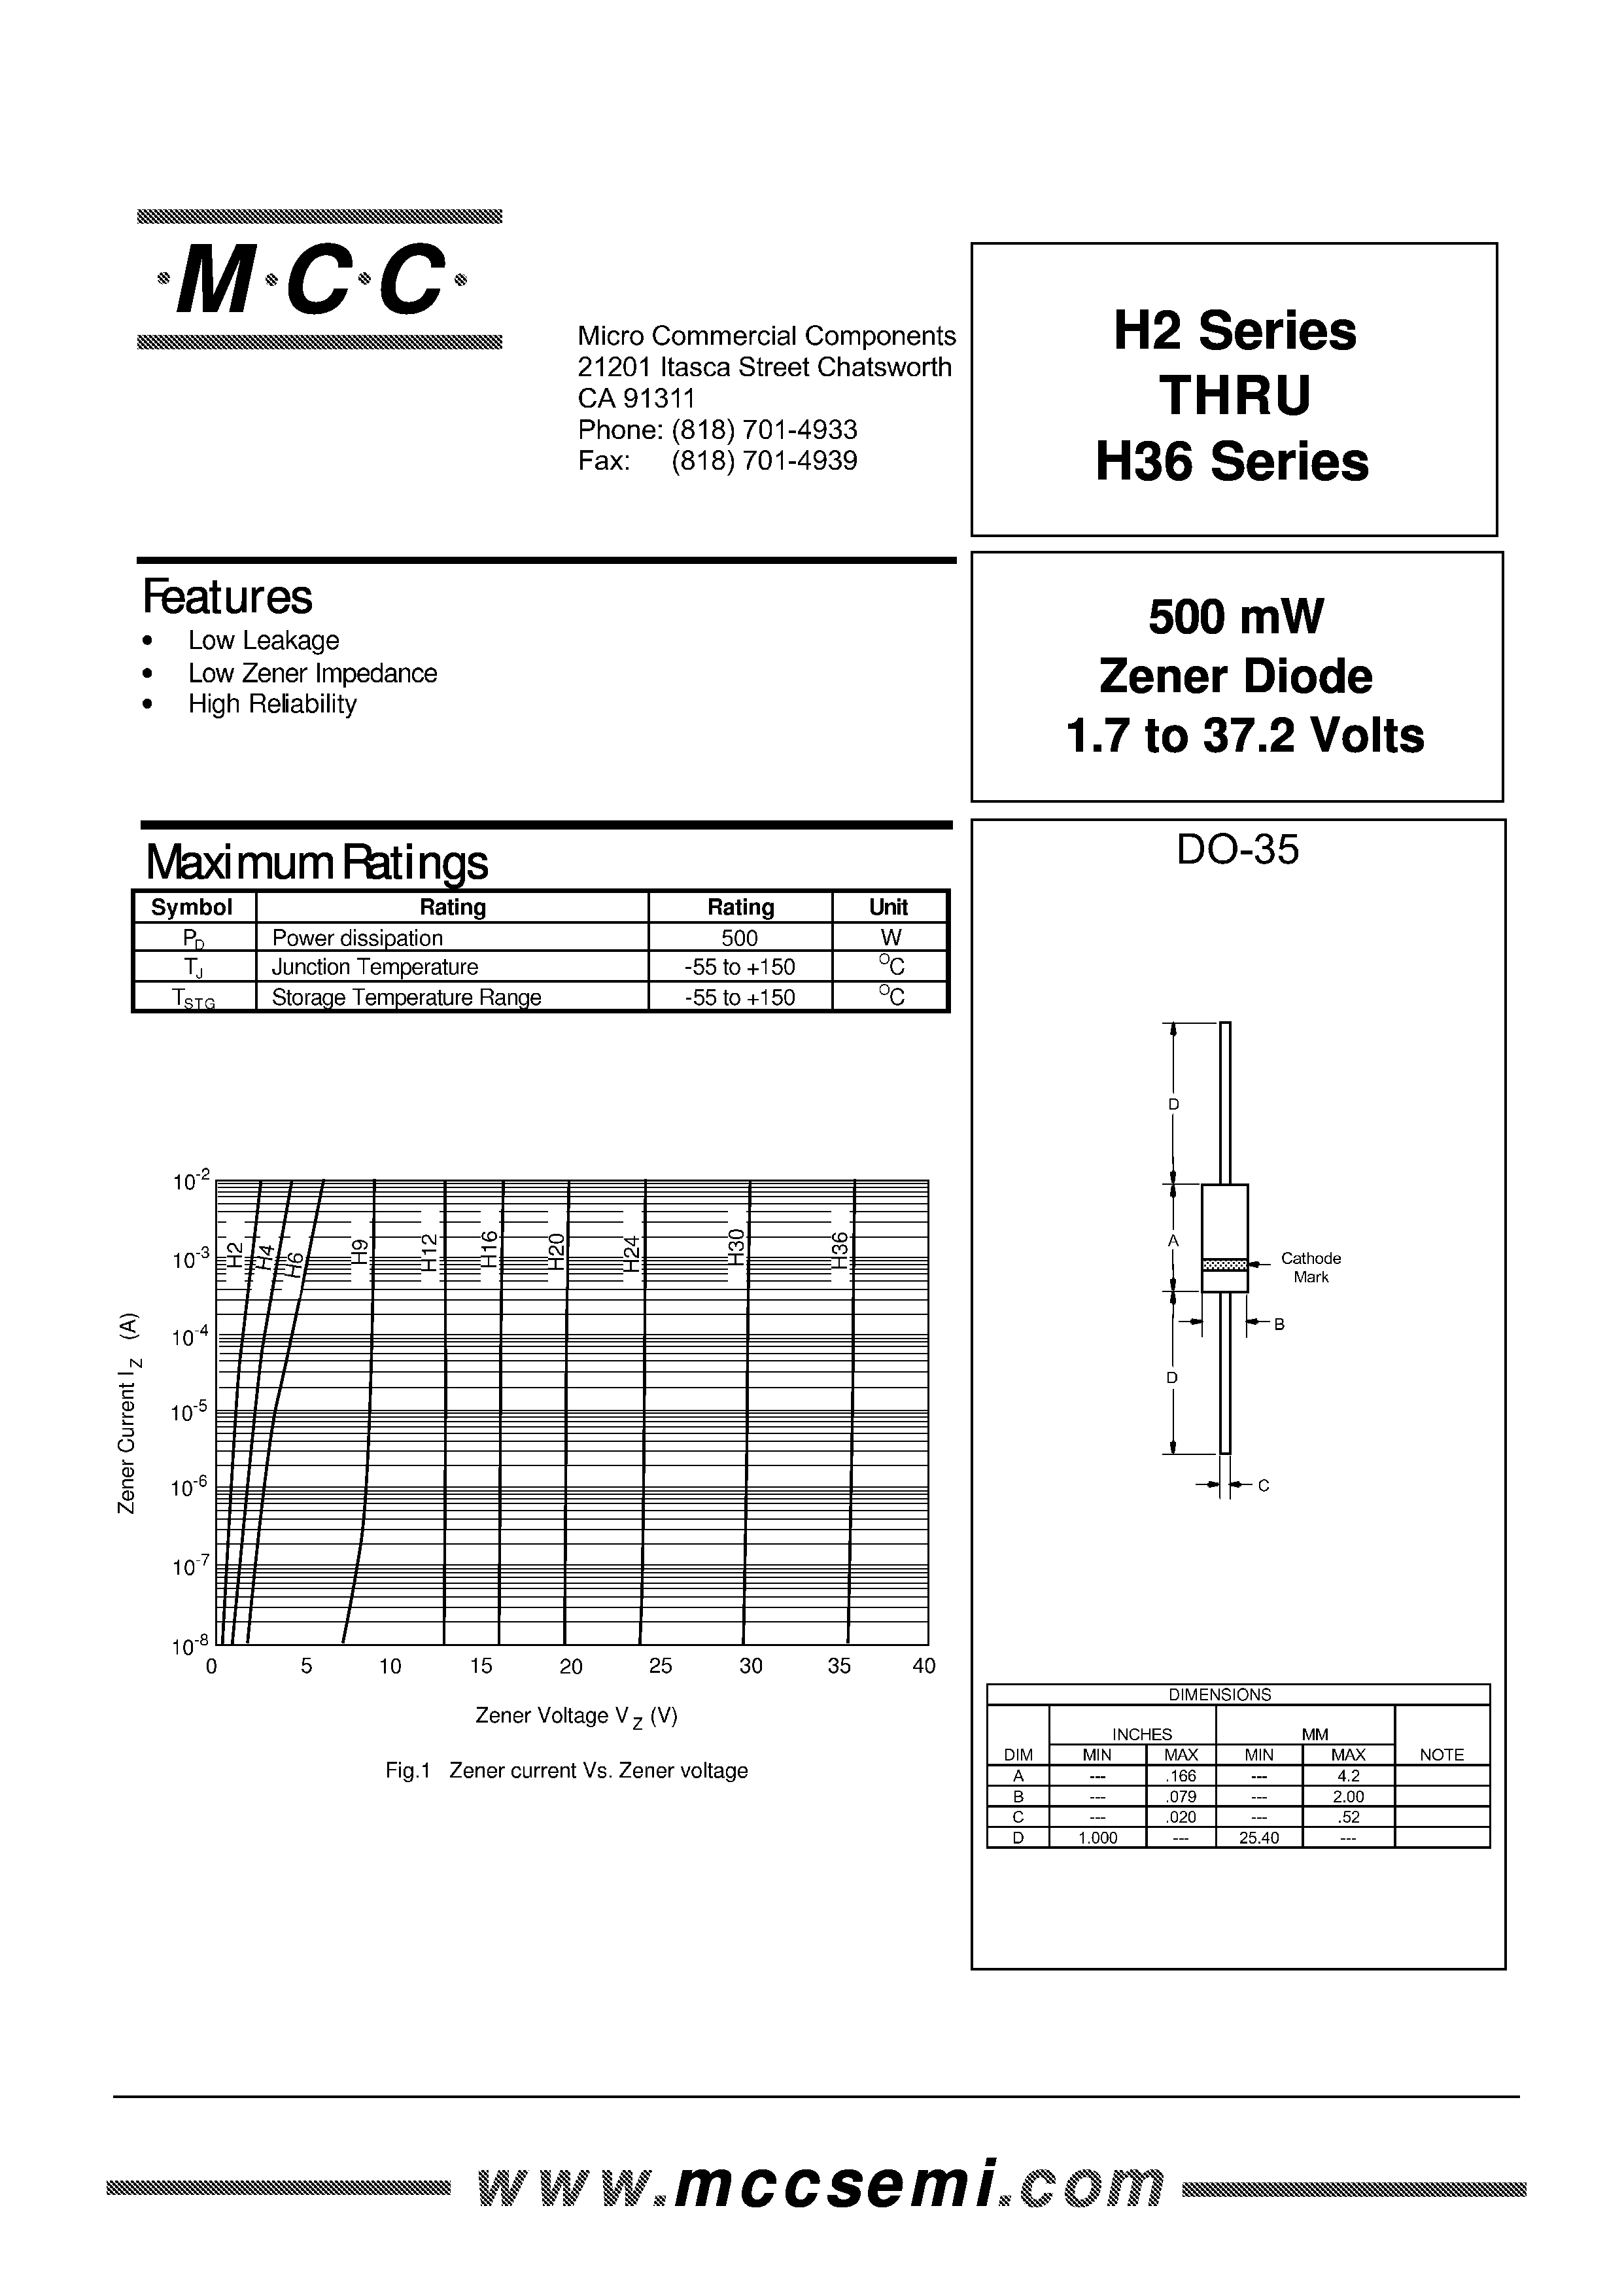 ·M·C·C·
Micro Commercial Components
21201 Itasca Street Chatsworth
CA 91311
Phone: (818) 701-4933
Fax: (818) 701-4939
H2 Series
THRU
H36 Series
Features
• Low Leakage
• Low Zener Impedance
• High Reliability
500 mW
Zener Diode
1.7 to 37.2 Volts
Maximum Ratings
Symbol Rating Rating Unit
PD Power dissipation 500 W
TJ Junction Temperature -55 to +150 OC
TSTG Storage Temperature Range -55 to +150 OC
DO-35
D
A
Cathode
Mark
B
D
C
10-2
10-3
10-4
10-5
10-6
10-7
10-8
H2 H4 H6 H9 H12 H16 H20 H24 H30 H36
Zener Current IZ (A)
0 5 10 15 20 25 30 35 40
Zener Voltage VZ (V)
Fig.1 Zener current Vs. Zener voltage
DIMENSIONS
INCHES MM
DIM MIN MAX MIN MAX NOTE
A --- .166 --- 4.2
B --- .079 --- 2.00
C --- .020 --- .52
D 1.000 --- 25.40 ---
www.mccsemi.com